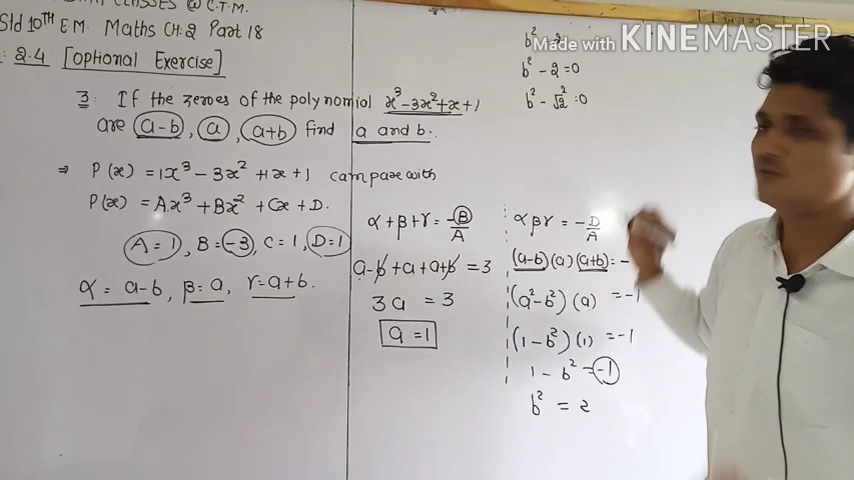 CLASSES @ C.T.M.
Std 10TH E.M. Maths CH.2 Part 18
2.4 [Optional Exercise]
3. If the zeroes of the polynomial x³-3x²+x+1
are (a-b), (a), (a+b) find a and b.
⇒ P(x) = 1x³ - 3x² + 1x + 1 campare with
P(x) = Ax³ + Bx² + Cx + D.
A = 1, B = -3, C = 1, D = 1
α = a-b, β = a, γ = a+b.
α + β + γ = -B/A
a-b + a + a+b = 3
3a = 3
a = 1
αβγ = -D/A
(a-b)(a)(a+b) = -
(a²-b²)(a) = -1
(1-b²)(1) = -1
1 - b² = -1
b² = 2
b² - 2 = 0
b² - √2² = 0
Made with KINEMASTER